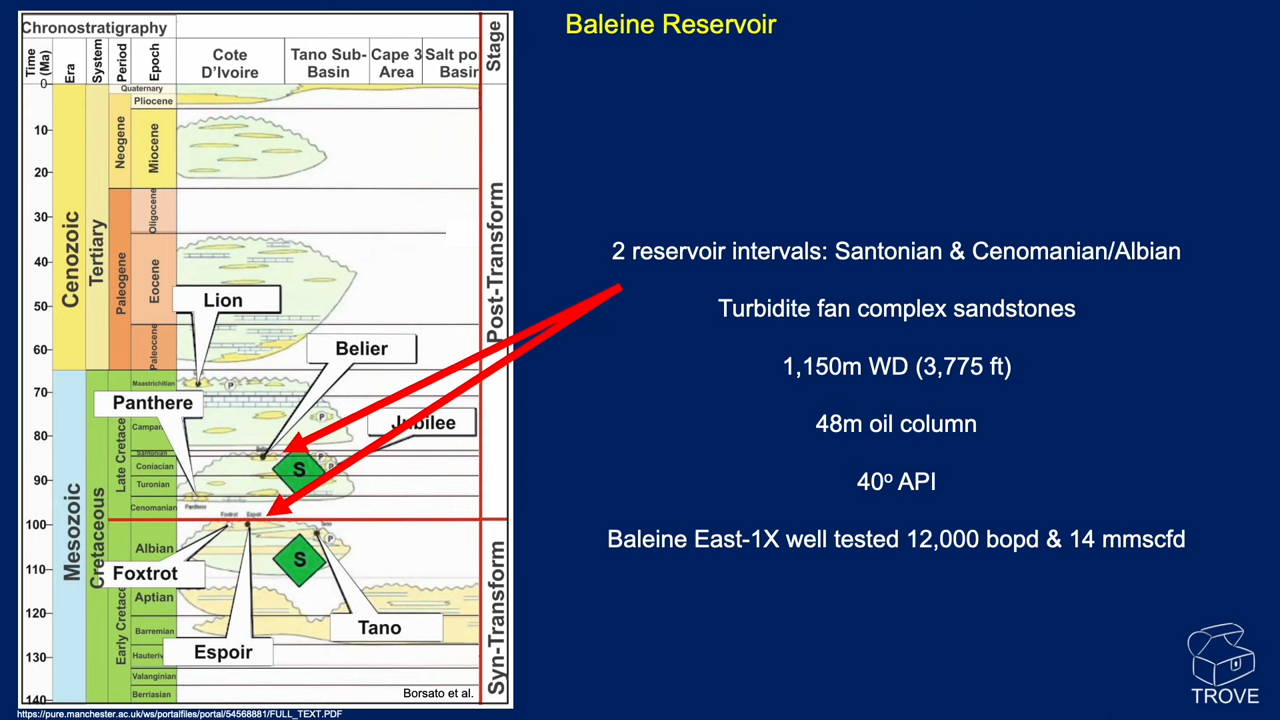 Baleine Reservoir
Chronostratigraphy
Time (Ma)
Era
System
Period
Epoch
Cote D'Ivoire
Tano Sub-Basin
Cape 3 Area
Salt po
Basir
Stage
0
10
20
30
40
50
60
70
80
90
100
110
120
130
140
Cenozoic
Mesozoic
Tertiary
Cretaceous
Neogene
Paleogene
Late Cretace
Early Cretace
Quaternary
Pliocene
Miocene
Oligocene
Eocene
Paleocene
Maastrichtian
Campa
Santonian
Coniacian
Turonian
Cenomanian
Albian
Aptian
Barremian
Hauteriv
Valanginian
Berriasian
Post-Transform
Syn-Transform
Lion
Belier
Panthere
Jubilee
Foxtrot
Espoir
Tano
P
P
P
P
P
S
S
Panthere
Foxtrot
Espoir
Tano
Borsato et al.
https://pure.manchester.ac.uk/ws/portalfiles/portal/54568881/FULL_TEXT.PDF
2 reservoir intervals: Santonian & Cenomanian/Albian
Turbidite fan complex sandstones
1,150m WD (3,775 ft)
48m oil column
40º API
Baleine East-1X well tested 12,000 bopd & 14 mmscfd
TROVE